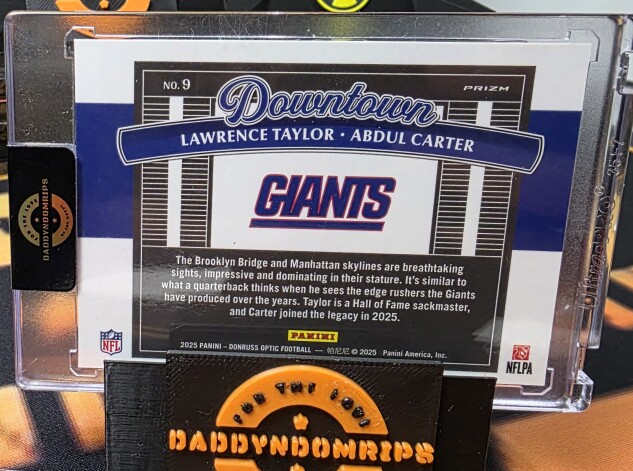 NO. 9
PRIZM
Downtown
LAWRENCE TAYLOR · ABDUL CARTER
GIANTS
The Brooklyn Bridge and Manhattan skylines are breathtaking
sights, impressive and dominating in their stature. It's similar to
what a quarterback thinks when he sees the edge rushers the Giants
have produced over the years. Taylor is a Hall of Fame sackmaster,
and Carter joined the legacy in 2025.
PANINI
2025 PANINI – DONRUSS OPTIC FOOTBALL — 帕尼尼 © 2025 Panini America, Inc.
NFL
NFLPA
DADDYNDOMRIPS
FOR THE LOVE
DADDYNDOMRIPS